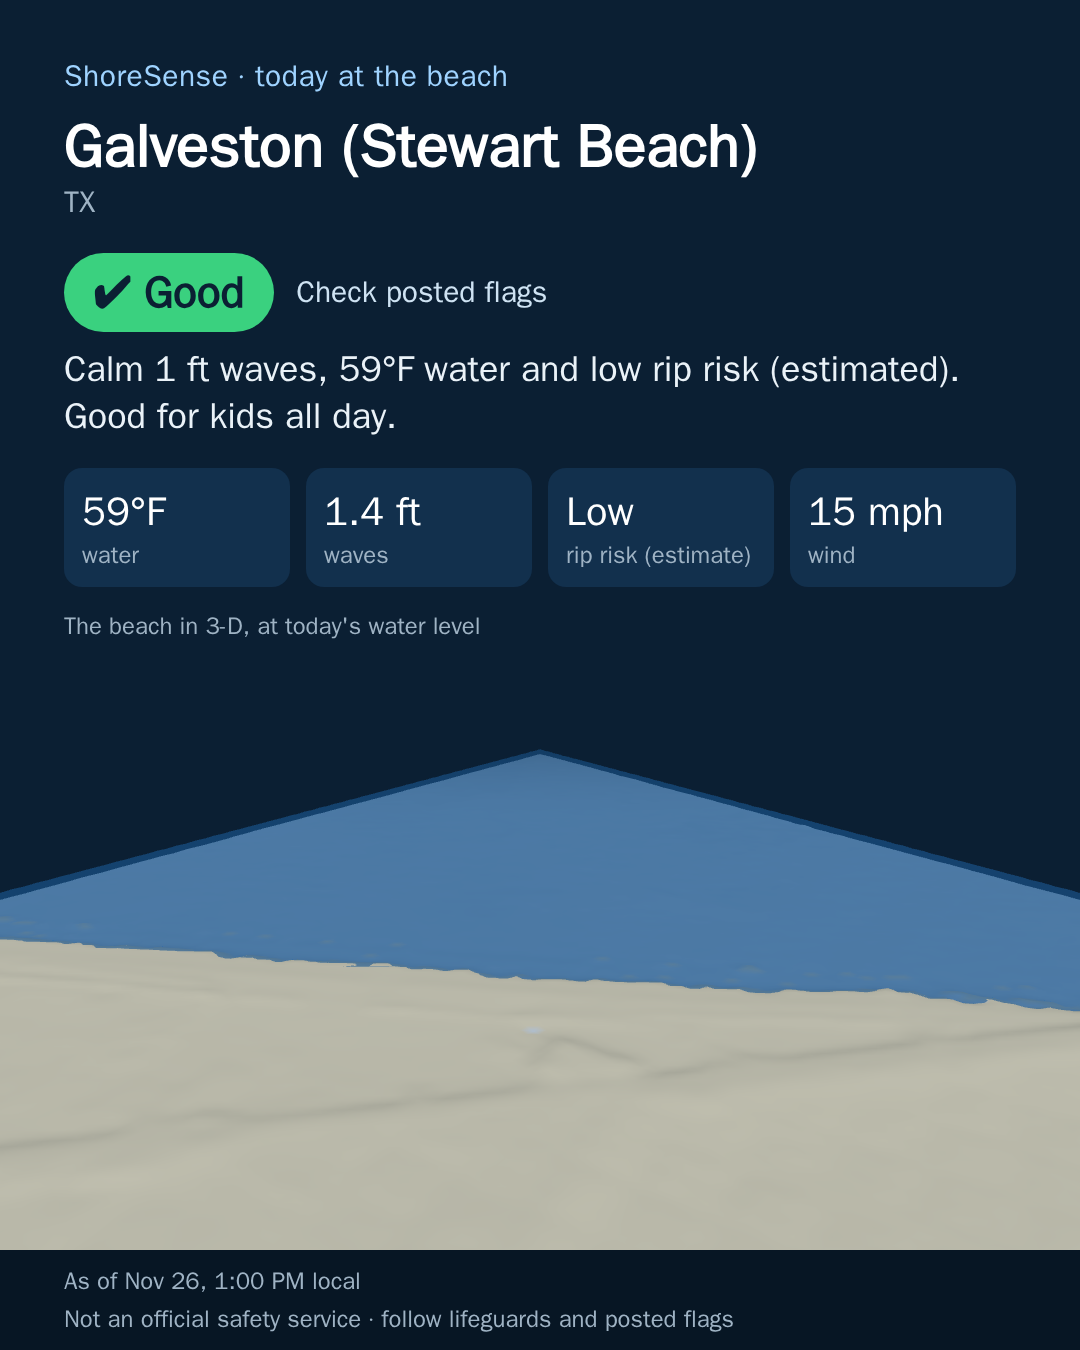 ShoreSense · today at the beach
Galveston (Stewart Beach)
TX
✔ Good
Check posted flags
Calm 1 ft waves, 59°F water and low rip risk (estimated).
Good for kids all day.
59°F
water
1.4 ft
waves
Low
rip risk (estimate)
15 mph
wind
The beach in 3-D, at today's water level
As of Nov 26, 1:00 PM local
Not an official safety service · follow lifeguards and posted flags